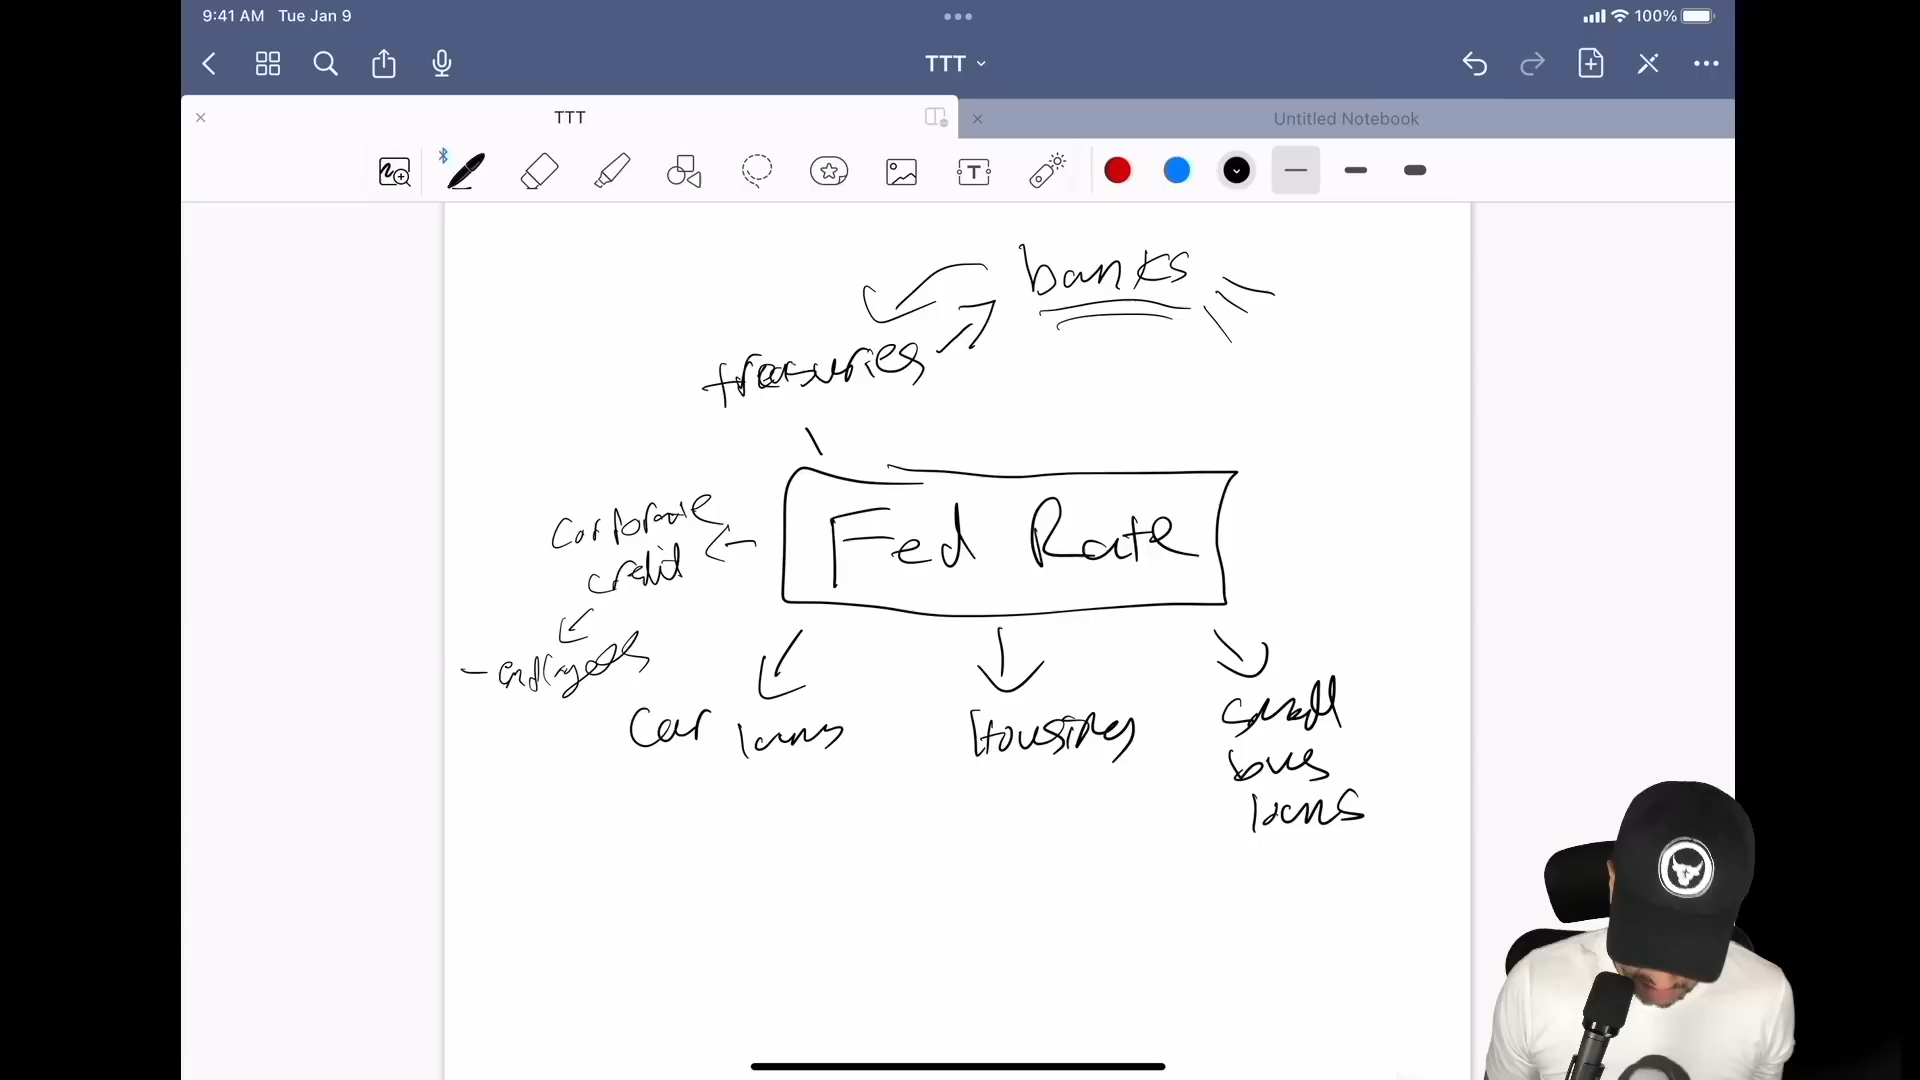 9:41 AM Tue Jan 9
100%
TTT
TTT
Untitled Notebook
T
banks
treasuries
Corporate
credit
Fed Rate
- employees
Car loans
Housing
small
bus
loans